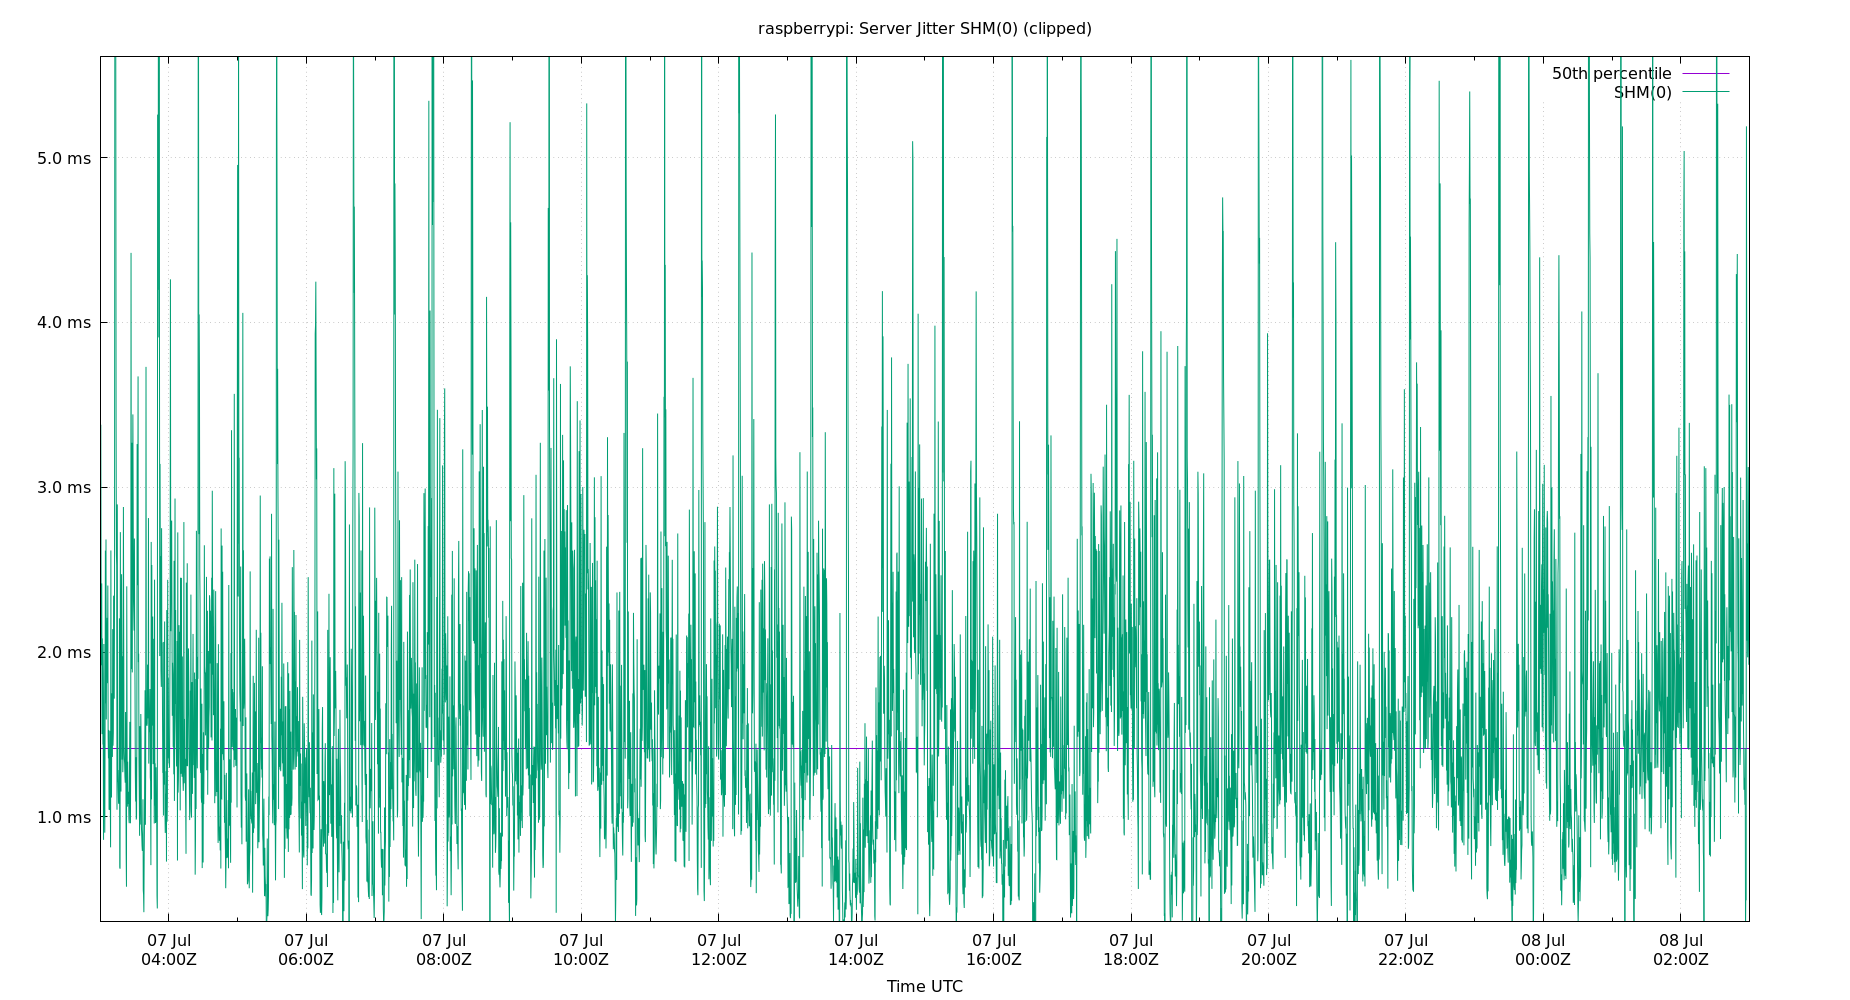 raspberrypi: Server Jitter SHM(0) (clipped)
50th percentile
SHM(0)
5.0 ms
4.0 ms
3.0 ms
2.0 ms
1.0 ms
07 Jul 07 Jul 07 Jul 07 Jul 07 Jul 07 Jul 07 Jul 07 Jul 07 Jul 07 Jul 08 Jul 08 Jul
04:00Z 06:00Z 08:00Z 10:00Z 12:00Z 14:00Z 16:00Z 18:00Z 20:00Z 22:00Z 00:00Z 02:00Z
Time UTC